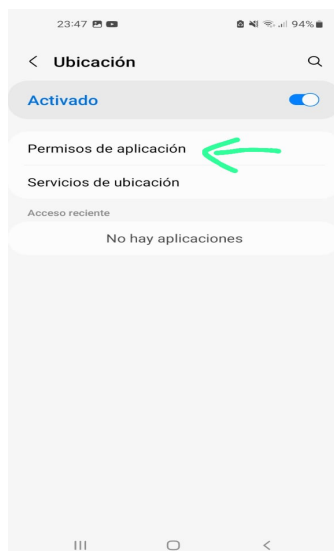 23:47 94%
Ubicación
Activado
Permisos de aplicación
Servicios de ubicación
Acceso reciente
No hay aplicaciones